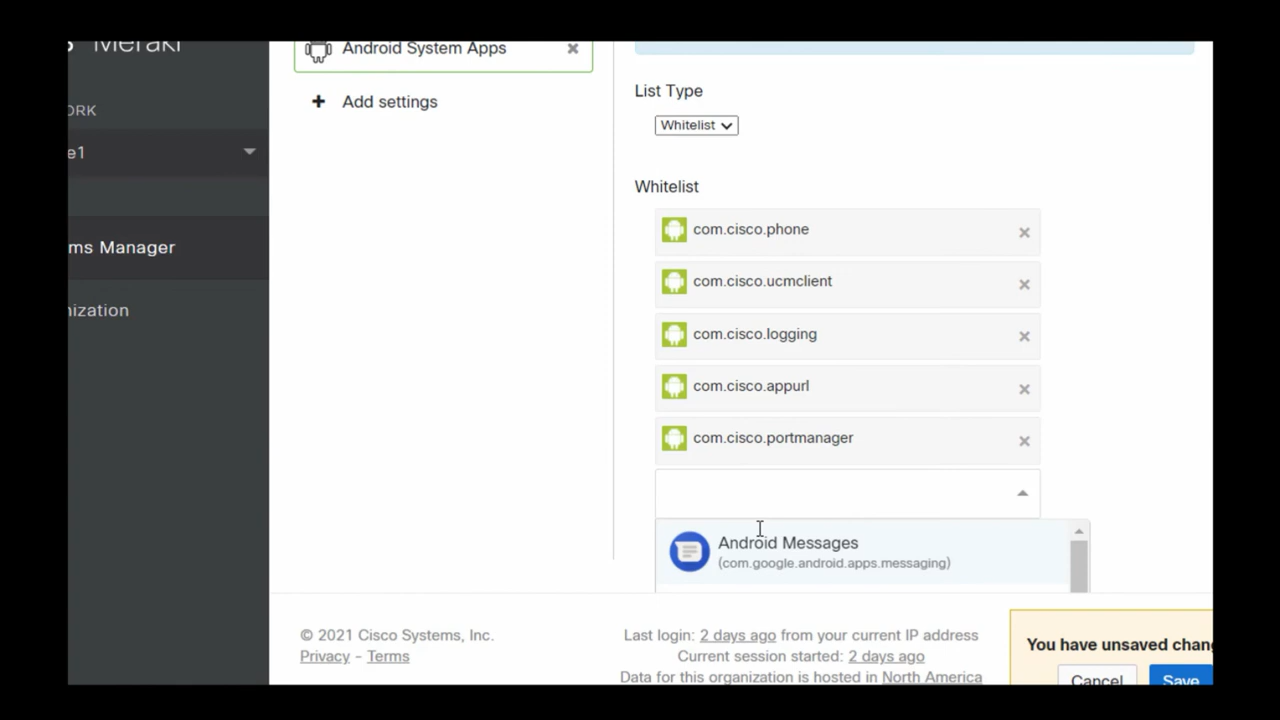 Meraki
ORK
e1
ms Manager
nization
Android System Apps
Add settings
List Type
Whitelist
Whitelist
com.cisco.phone
com.cisco.ucmclient
com.cisco.logging
com.cisco.appurl
com.cisco.portmanager
Android Messages
(com.google.android.apps.messaging)
© 2021 Cisco Systems, Inc.
Privacy - Terms
Last login: 2 days ago from your current IP address
Current session started: 2 days ago
Data for this organization is hosted in North America
You have unsaved chang
Cancel Save